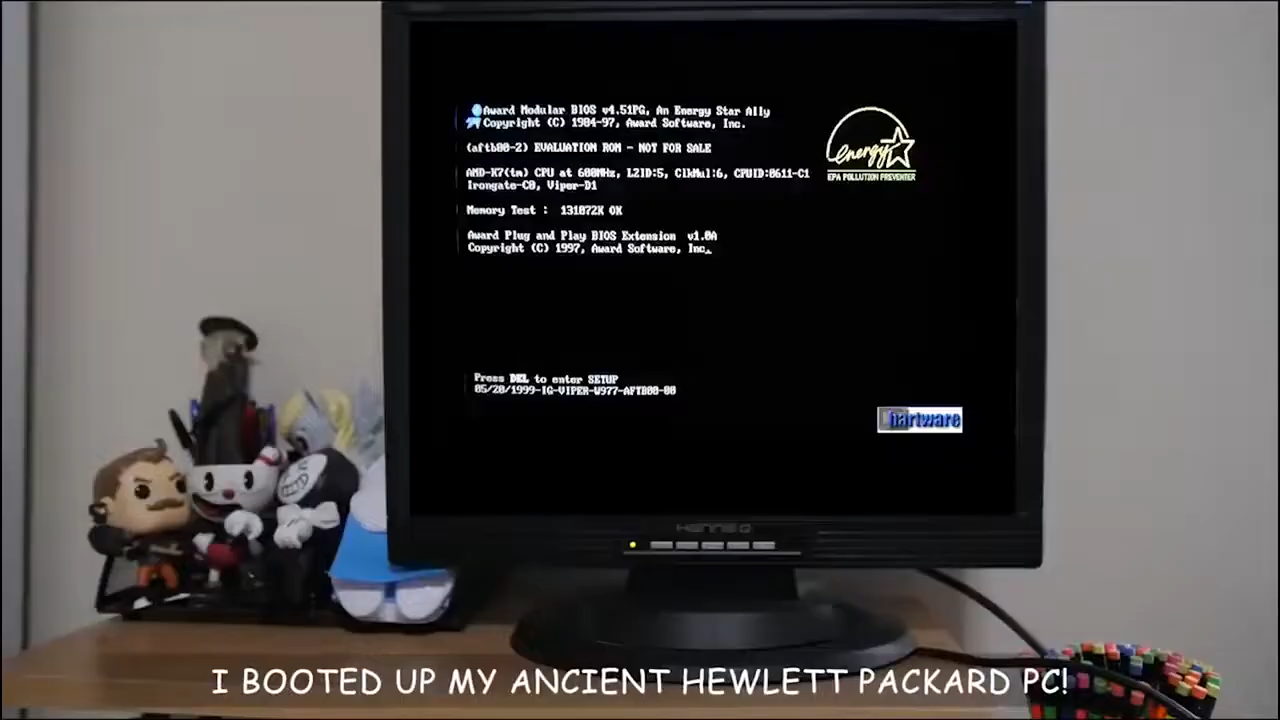 Award Modular BIOS v4.51PG, An Energy Star Ally
Copyright (C) 1984-97, Award Software, Inc.
(aftb00-2) EVALUATION ROM - NOT FOR SALE
AMD-K7(tm) CPU at 600MHz, L2ID:5, ClkMul:6, CPUID:0611-C1
Irongate-C0, Viper-D1
Memory Test : 131072K OK
Award Plug and Play BIOS Extension v1.0A
Copyright (C) 1997, Award Software, Inc_
energy
EPA POLLUTION PREVENTER
Press DEL to enter SETUP
05/20/1999-IG-VIPER-W977-AFTB00-00
hartware
HANNS G
I BOOTED UP MY ANCIENT HEWLETT PACKARD PC!